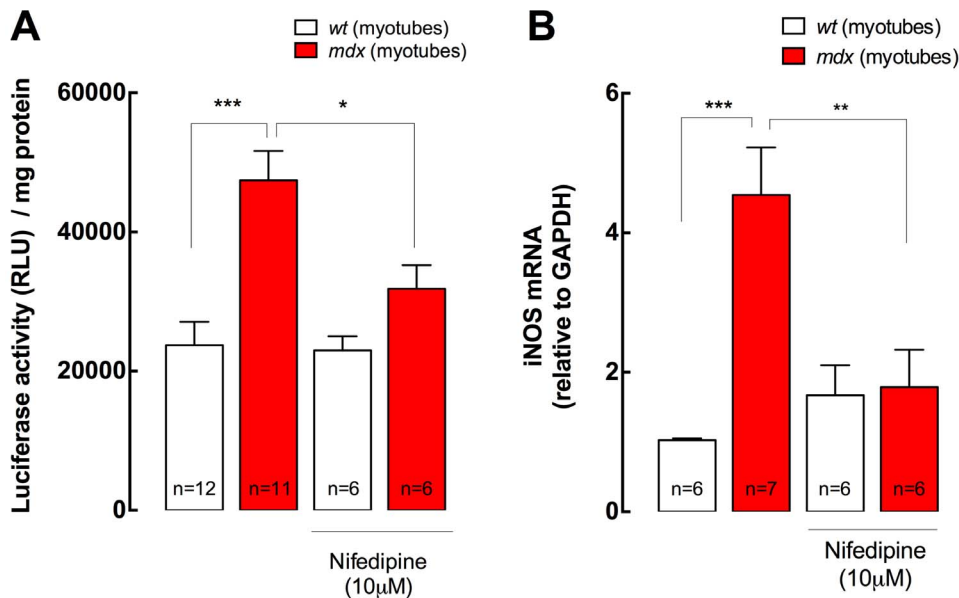 A
wt (myotubes)
mdx (myotubes)
Luciferase activity (RLU) / mg protein
60000
40000
20000
0
***
*
n=12
n=11
n=6
n=6
Nifedipine
(10μM)
B
wt (myotubes)
mdx (myotubes)
iNOS mRNA
(relative to GAPDH)
6
4
2
0
***
**
n=6
n=7
n=6
n=6
Nifedipine
(10μM)